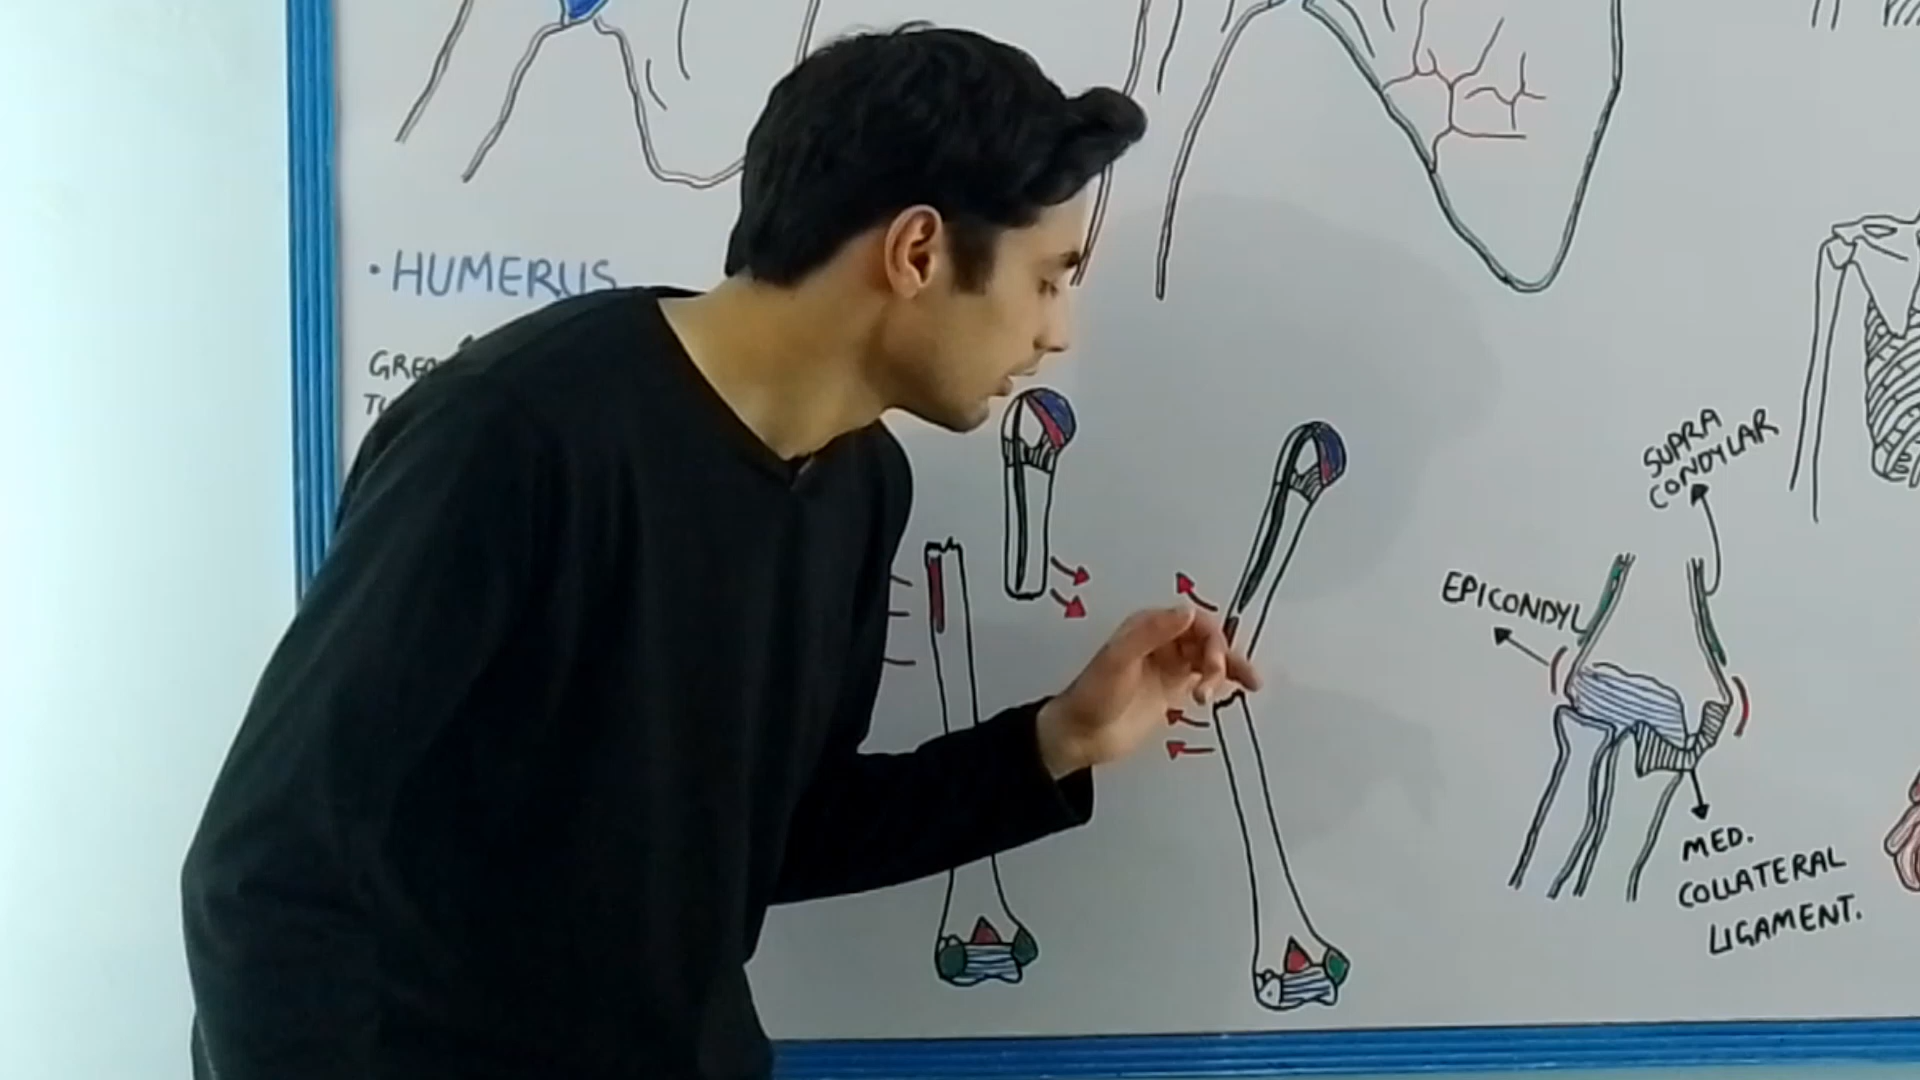 • HUMERUS
SUPRA
CONDYLAR
EPICONDYL
MED.
COLLATERAL
LIGAMENT.